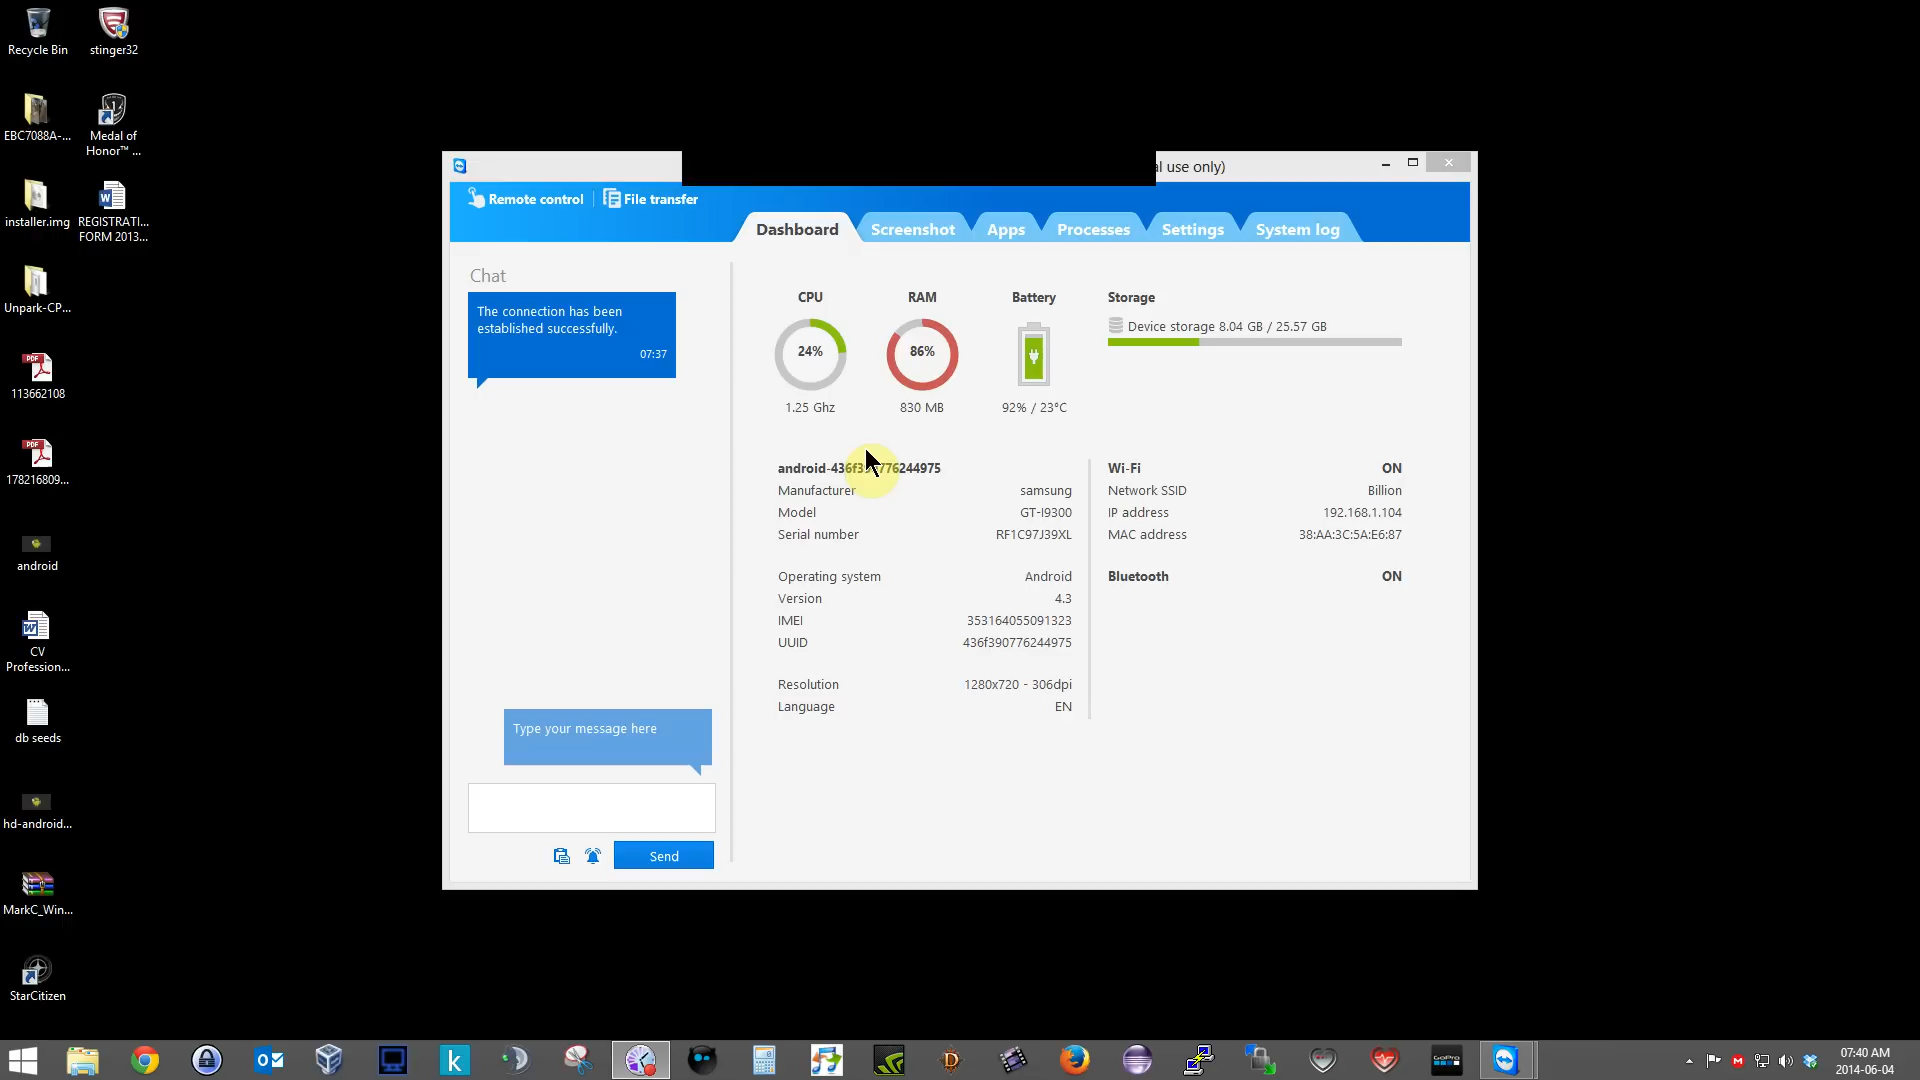 Recycle Bin
stinger32
EBC7088A-...
Medal of
Honor™ ...
installer.img
REGISTRATI...
FORM 2013...
Unpark-CP...
113662108
178216809...
android
CV
Profession...
db seeds
hd-android...
MarkC_Win...
StarCitizen
al use only)
Remote control
File transfer
Dashboard
Screenshot
Apps
Processes
Settings
System log
Chat
The connection has been
established successfully.
07:37
Type your message here
Send
CPU
RAM
Battery
Storage
24%
86%
Device storage 8.04 GB / 25.57 GB
1.25 Ghz
830 MB
92% / 23°C
Manufacturer samsung
Model GT-I9300
Serial number RF1C97J39XL
Operating system Android
Version 4.3
IMEI 353164055091323
UUID 436f390776244975
Resolution 1280x720 - 306dpi
Language EN
Wi-Fi ON
Network SSID Billion
IP address 192.168.1.104
MAC address 38:AA:3C:5A:E6:87
Bluetooth ON
07:40 AM
2014-06-04